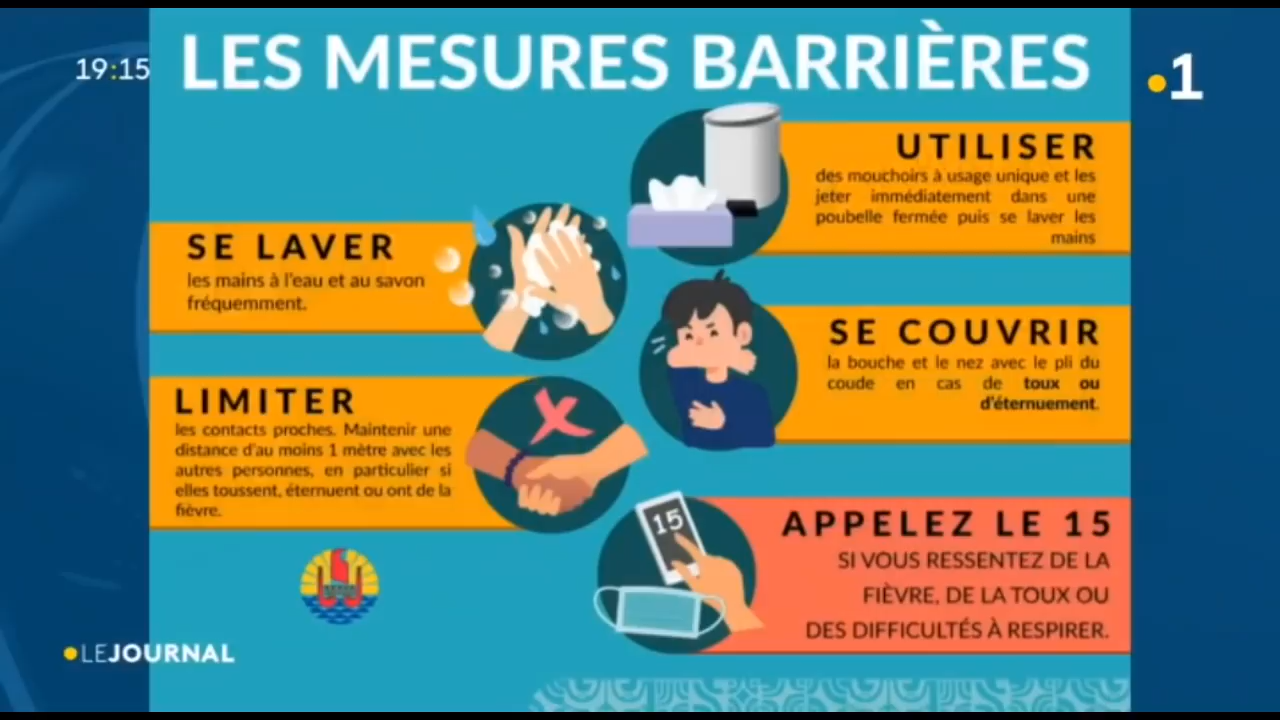 LES MESURES BARRIÈRES
19:15
1
UTILISER
des mouchoirs à usage unique et les
jeter immédiatement dans une
poubelle fermée puis se laver les
mains
SE LAVER
les mains à l'eau et au savon
fréquemment.
SE COUVRIR
la bouche et le nez avec le pli du
coude en cas de toux ou
d'éternuement.
LIMITER
les contacts proches. Maintenir une
distance d'au moins 1 mètre avec les
autres personnes, en particulier si
elles toussent, éternuent ou ont de la
fièvre.
15
APPELEZ LE 15
SI VOUS RESSENTEZ DE LA
FIÈVRE, DE LA TOUX OU
DES DIFFICULTÉS À RESPIRER.
LEJOURNAL